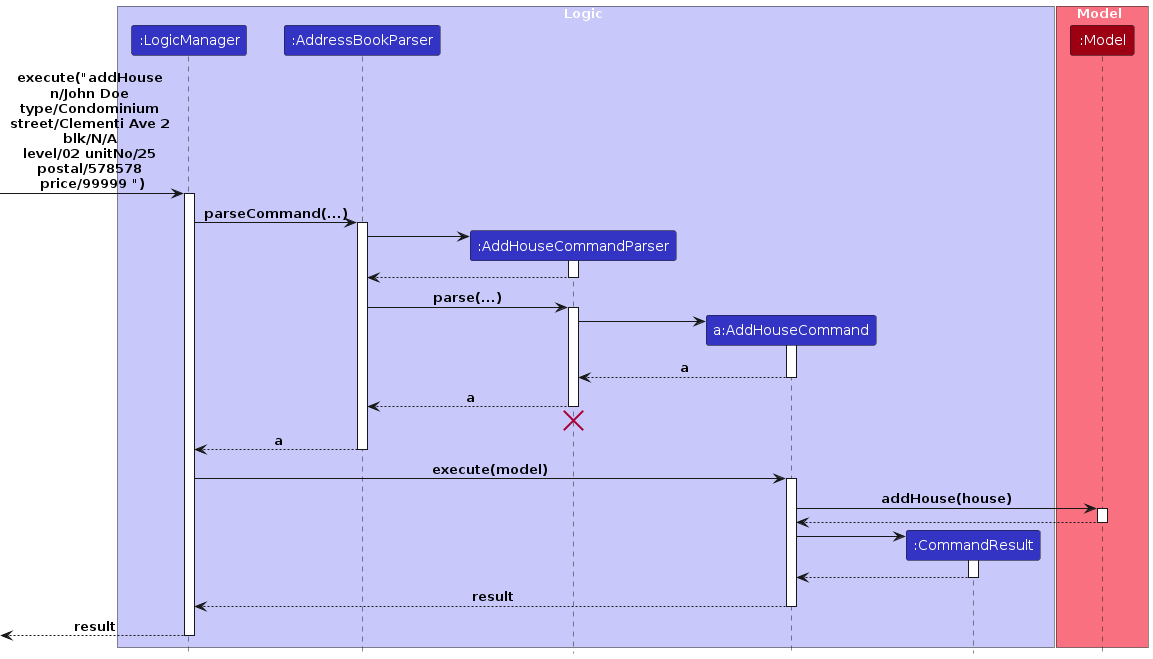 Logic
Model
:LogicManager
:AddressBookParser
:Model
execute("addHouse
n/John Doe
type/Condominium
street/Clementi Ave 2
blk/N/A
level/02 unitNo/25
postal/578578
price/99999 ")
parseCommand(...)
:AddHouseCommandParser
parse(...)
a:AddHouseCommand
a
a
a
execute(model)
addHouse(house)
:CommandResult
result
result